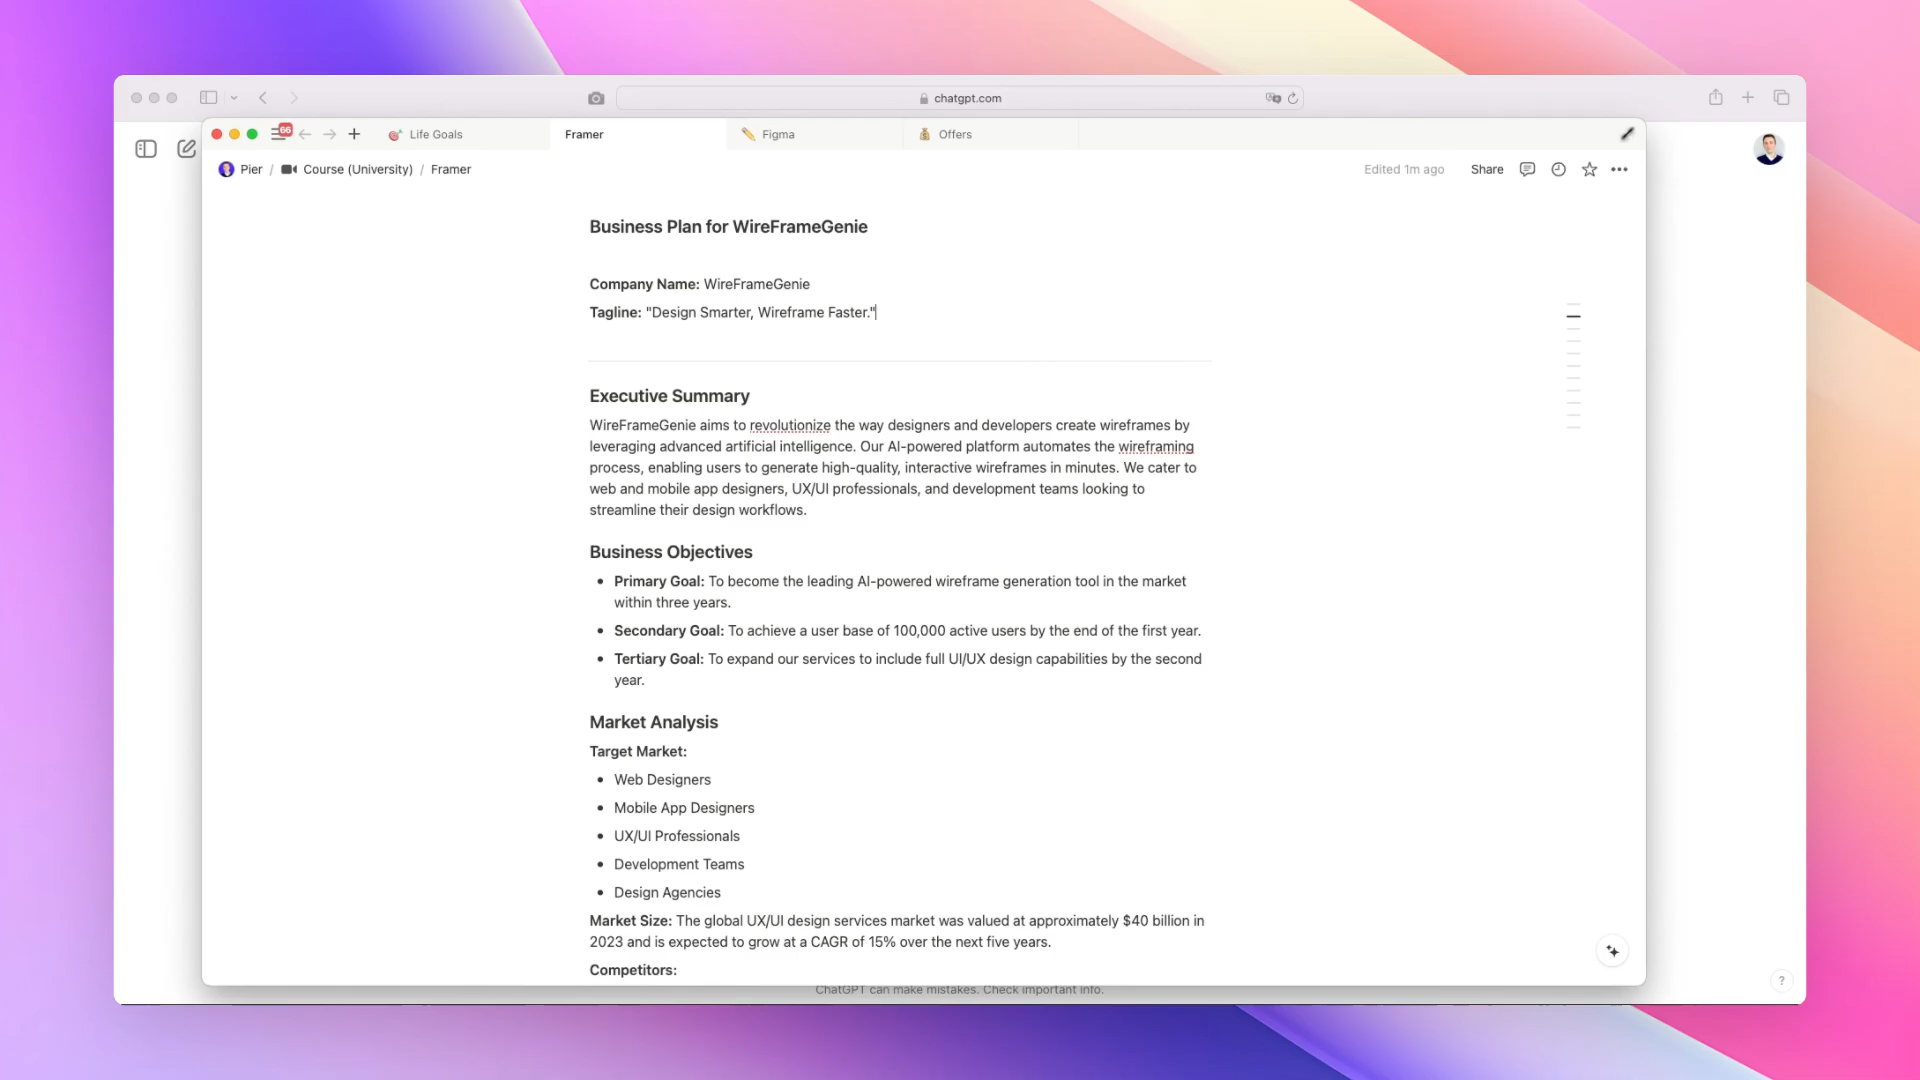 chatgpt.com
66
Life Goals
Framer
Figma
Offers
Pier / Course (University) / Framer
Edited 1m ago
Share
Business Plan for WireFrameGenie
Company Name: WireFrameGenie
Tagline: "Design Smarter, Wireframe Faster."
Executive Summary
WireFrameGenie aims to revolutionize the way designers and developers create wireframes by
leveraging advanced artificial intelligence. Our AI-powered platform automates the wireframing
process, enabling users to generate high-quality, interactive wireframes in minutes. We cater to
web and mobile app designers, UX/UI professionals, and development teams looking to
streamline their design workflows.
Business Objectives
• Primary Goal: To become the leading AI-powered wireframe generation tool in the market
within three years.
• Secondary Goal: To achieve a user base of 100,000 active users by the end of the first year.
• Tertiary Goal: To expand our services to include full UI/UX design capabilities by the second
year.
Market Analysis
Target Market:
• Web Designers
• Mobile App Designers
• UX/UI Professionals
• Development Teams
• Design Agencies
Market Size: The global UX/UI design services market was valued at approximately $40 billion in
2023 and is expected to grow at a CAGR of 15% over the next five years.
Competitors:
ChatGPT can make mistakes. Check important info.
?